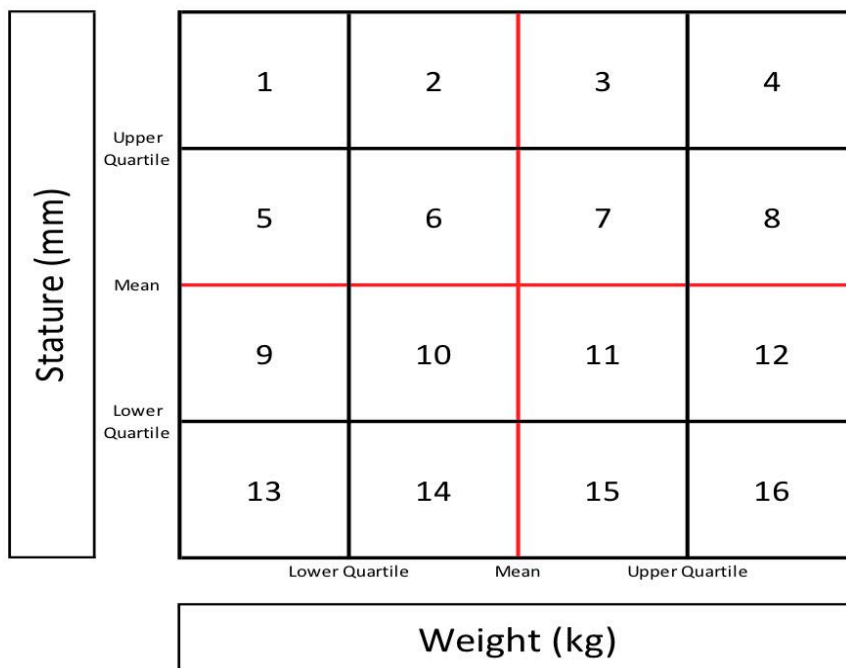 1 2 3 4
Upper
Quartile
5 6 7 8
Stature (mm)
Mean
9 10 11 12
Lower
Quartile
13 14 15 16
Lower Quartile Mean Upper Quartile
Weight (kg)